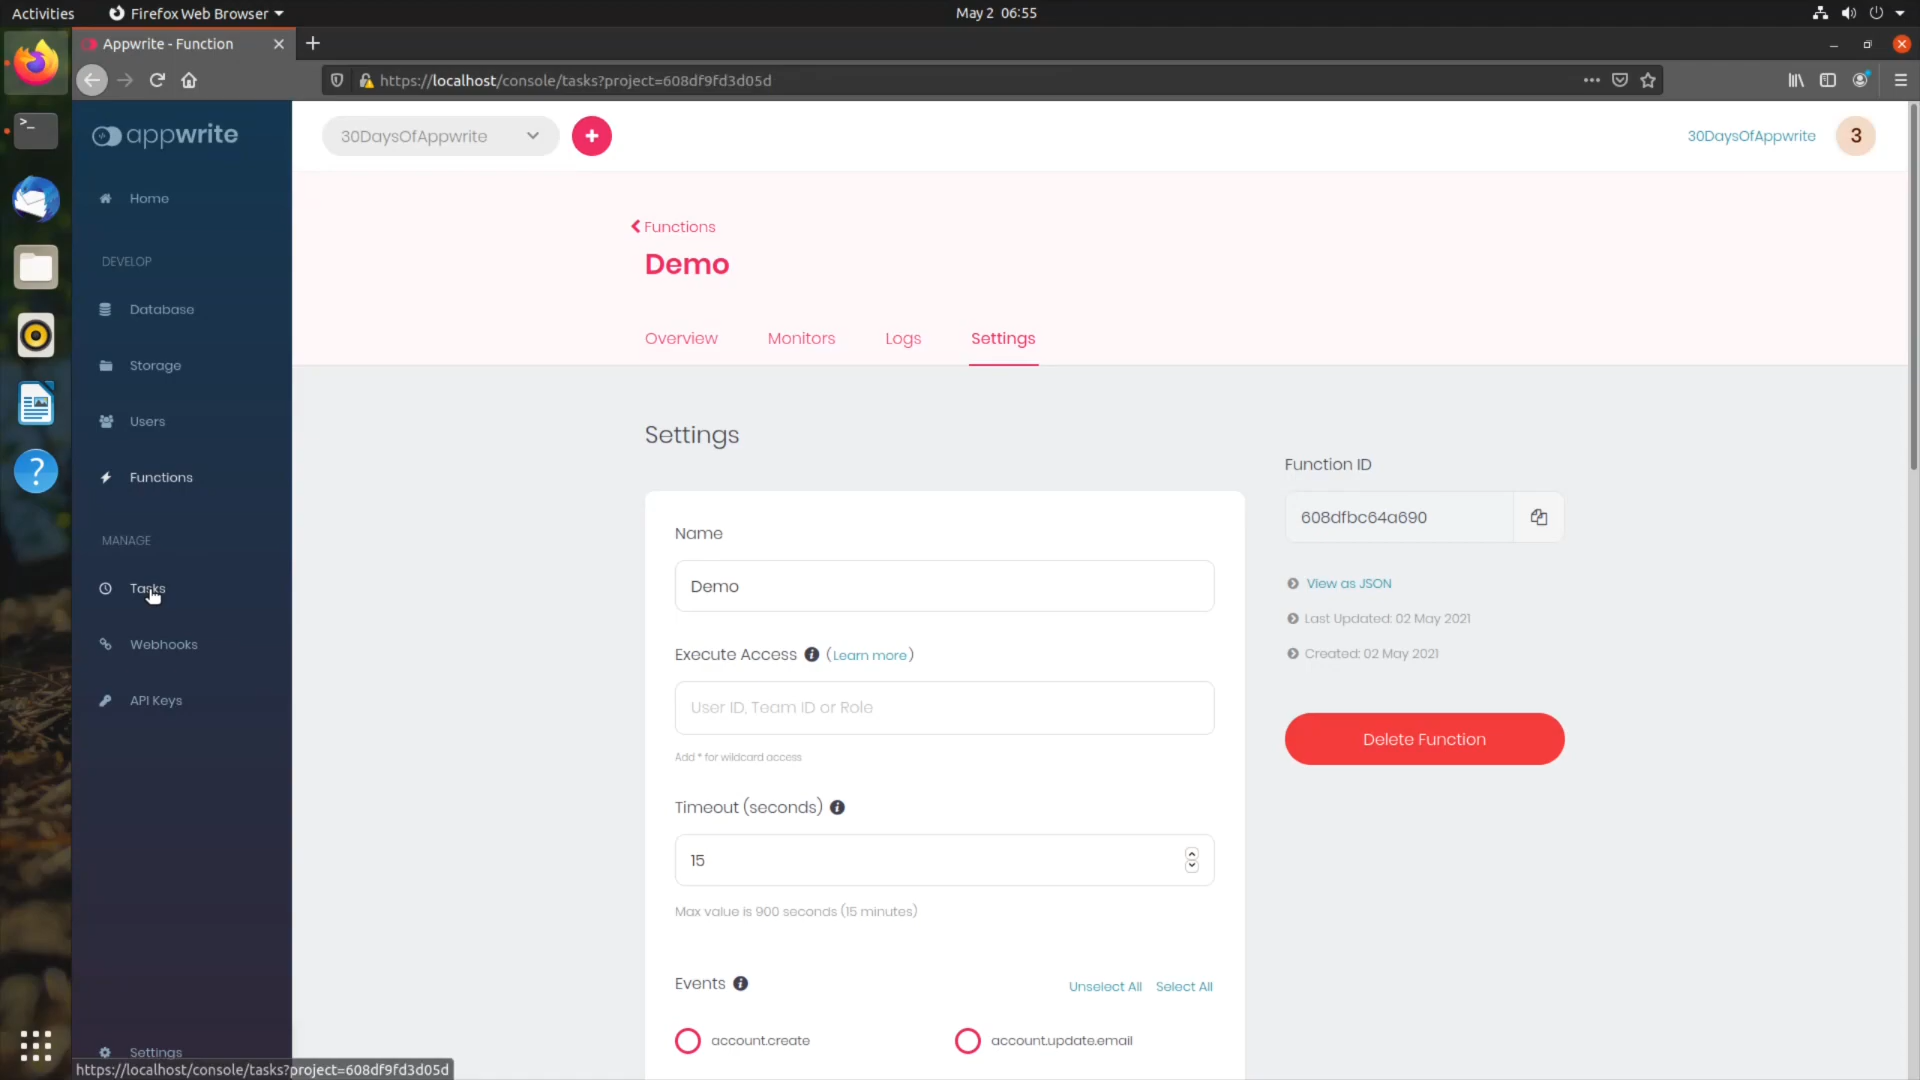 Activities
Firefox Web Browser
May 2 06:55
Appwrite - Function
https://localhost/console/tasks?project=608df9fd3d05d
appwrite
Home
DEVELOP
Database
Storage
Users
Functions
MANAGE
Tasks
Webhooks
API Keys
Settings
30DaysOfAppwrite
30DaysOfAppwrite
3
Functions
Demo
Overview
Monitors
Logs
Settings
Settings
Name
Demo
Execute Access (Learn more)
User ID, Team ID or Role
Add * for wildcard access
Timeout (seconds)
15
Max value is 900 seconds (15 minutes)
Events
Unselect All
Select All
account.create
account.update.email
Function ID
608dfbc64a690
View as JSON
Last Updated: 02 May 2021
Created: 02 May 2021
Delete Function
https://localhost/console/tasks?project=608df9fd3d05d